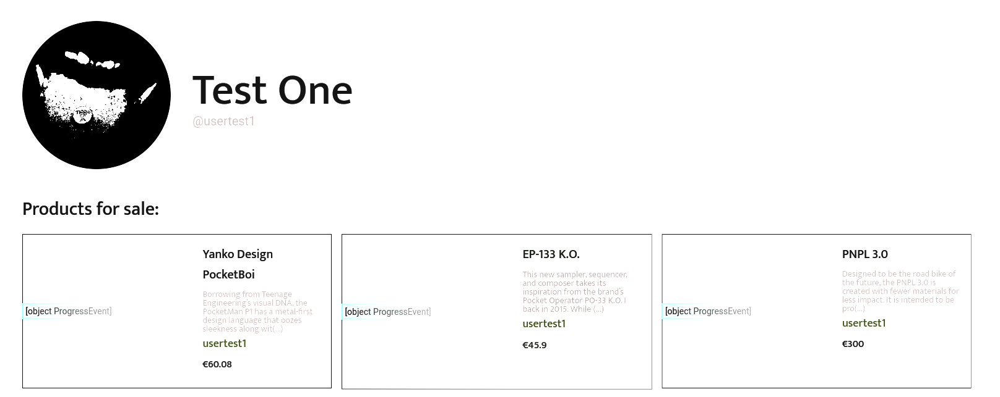 Test One
@usertest1
Products for sale:
Yanko Design
PocketBoi
Borrowing from Teenage
Engineering's visual DNA, the
PocketMan P1 has a metal-first
design language that oozes
sleekness along wit(...)
usertest1
€60.08
[object ProgressEvent]
EP-133 K.O.
This new sampler, sequencer,
and composer takes its
inspiration from the brand's
Pocket Operator PO-33 K.O. I
back in 2015. While (...)
usertest1
€45.9
[object ProgressEvent]
PNPL 3.0
Designed to be the road bike of
the future, the PNPL 3.0 is
created with fewer materials for
less impact. It is intended to be
pro(...)
usertest1
€300
[object ProgressEvent]